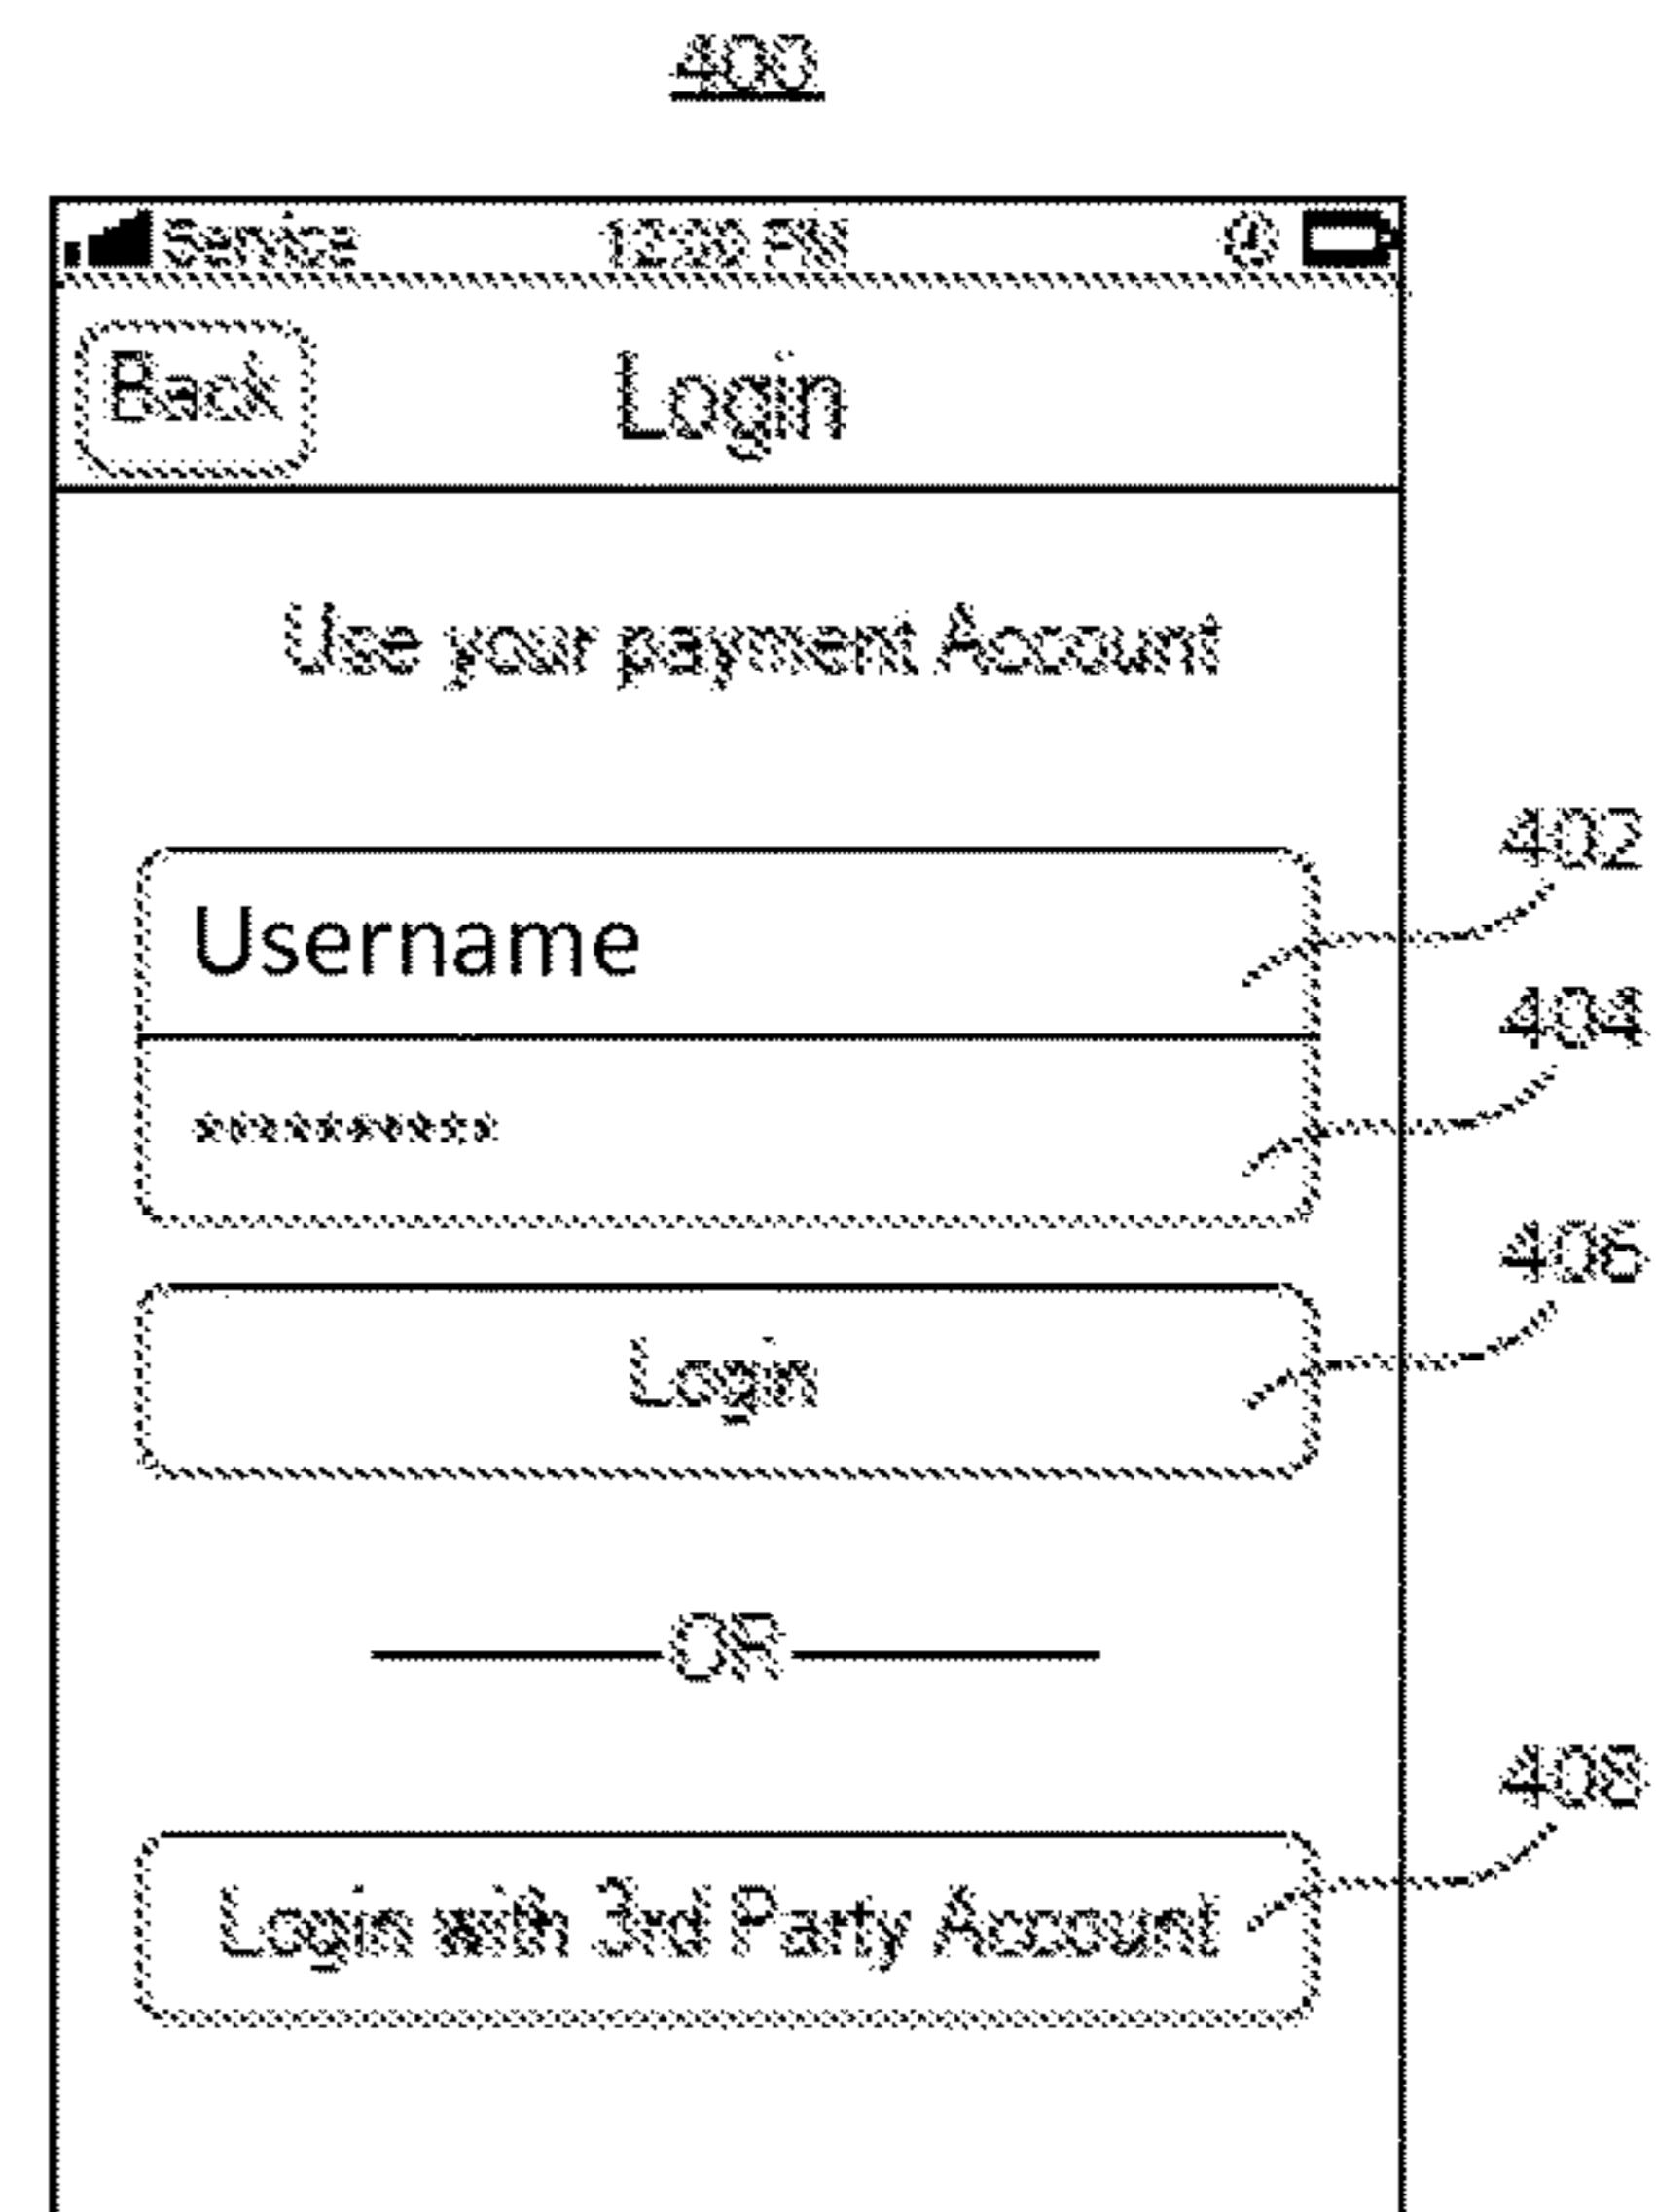 400
Service 12:00 PM
Back Login
Use your payment Account
402
Username
404
**********
406
Login
OR
408
Login with 3rd Party Account